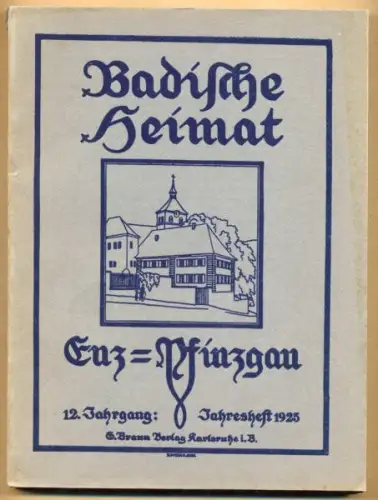 Badische
Heimat
Enz=Pfinzgau
12. Jahrgang: Jahresheft 1925
G. Braun Verlag Karlsruhe i. B.